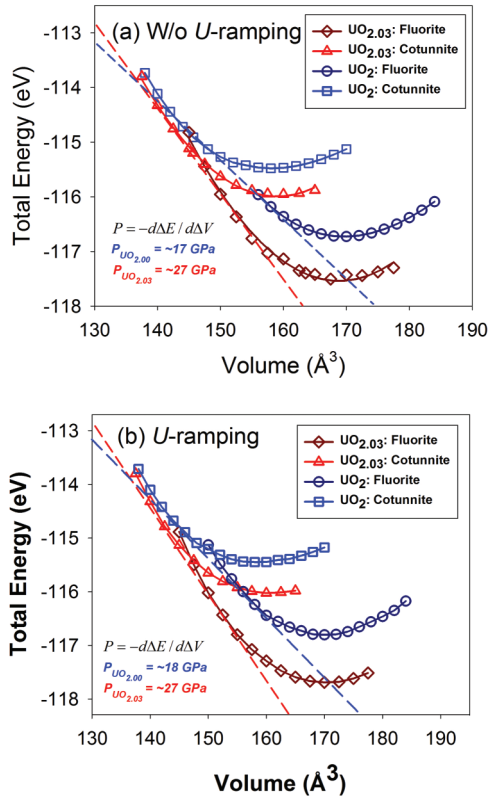 (a) W/o U-ramping
UO2.03: Fluorite
UO2.03: Cotunnite
UO2: Fluorite
UO2: Cotunnite
Total Energy (eV)
-113
-114
-115
-116
-117
-118
P = -dΔE / dΔV
PUO2.00 = ~17 GPa
PUO2.03 = ~27 GPa
130 140 150 160 170 180 190
Volume (Å3)
(b) U-ramping
UO2.03: Fluorite
UO2.03: Cotunnite
UO2: Fluorite
UO2: Cotunnite
Total Energy (eV)
-113
-114
-115
-116
-117
-118
P = -dΔE / dΔV
PUO2.00 = ~18 GPa
PUO2.03 = ~27 GPa
130 140 150 160 170 180 190
Volume (Å3)